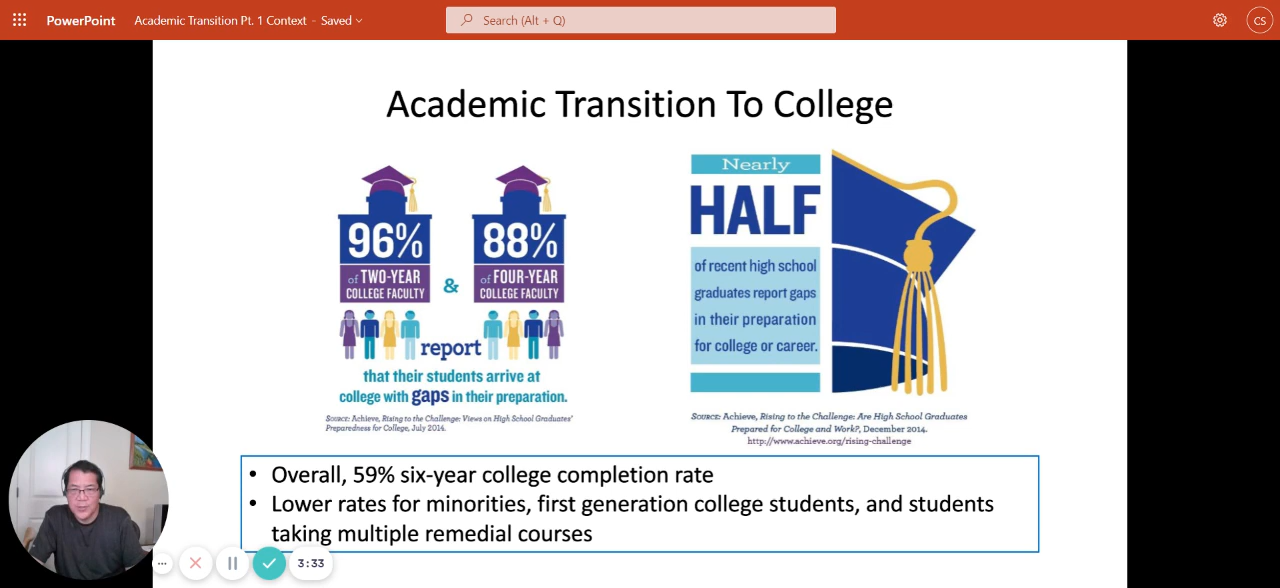 PowerPoint
Academic Transition Pt. 1 Context - Saved
Search (Alt + Q)
CS
Academic Transition To College
96%
of TWO-YEAR
COLLEGE FACULTY
&
88%
of FOUR-YEAR
COLLEGE FACULTY
report
that their students arrive at
college with gaps in their preparation.
SOURCE: Achieve, Rising to the Challenge: Views on High School Graduates'
Preparedness for College, July 2014.
Nearly
HALF
of recent high school
graduates report gaps
in their preparation
for college or career.
SOURCE: Achieve, Rising to the Challenge: Are High School Graduates
Prepared for College and Work?, December 2014.
http://www.achieve.org/rising-challenge
• Overall, 59% six-year college completion rate
• Lower rates for minorities, first generation college students, and students
taking multiple remedial courses
3:33